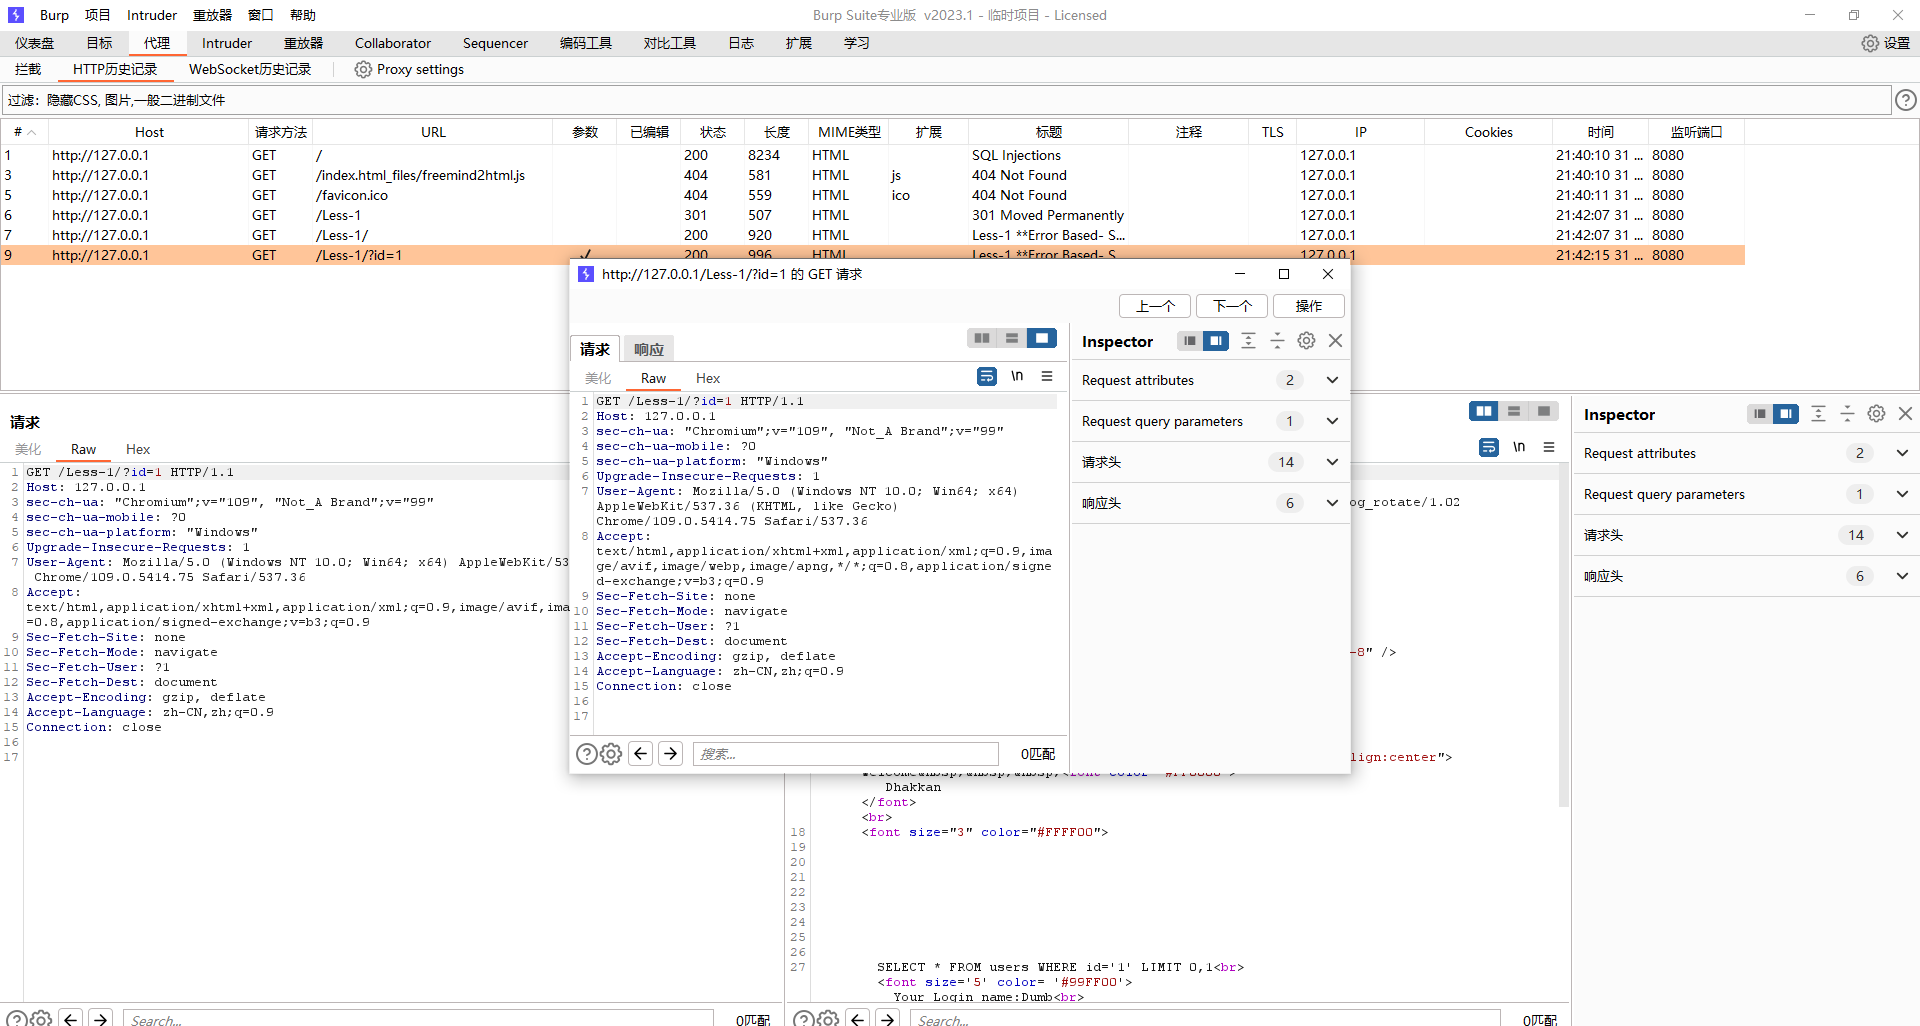 Burp 项目 Intruder 重放器 窗口 帮助 Burp Suite专业版 v2023.1 - 临时项目 - Licensed
仪表盘 目标 代理 Intruder 重放器 Collaborator Sequencer 编码工具 对比工具 日志 扩展 学习 设置
拦截 HTTP历史记录 WebSocket历史记录 Proxy settings
过滤：隐藏CSS, 图片,一般二进制文件
# Host 请求方法 URL 参数 已编辑 状态 长度 MIME类型 扩展 标题 注释 TLS IP Cookies 时间 监听端口
1 http://127.0.0.1 GET / 200 8234 HTML SQL Injections 127.0.0.1 21:40:10 31 ... 8080
3 http://127.0.0.1 GET /index.html_files/freemind2html.js 404 581 HTML js 404 Not Found 127.0.0.1 21:40:10 31 ... 8080
5 http://127.0.0.1 GET /favicon.ico 404 559 HTML ico 404 Not Found 127.0.0.1 21:40:11 31 ... 8080
6 http://127.0.0.1 GET /Less-1 301 507 HTML 301 Moved Permanently 127.0.0.1 21:42:07 31 ... 8080
7 http://127.0.0.1 GET /Less-1/ 200 920 HTML Less-1 **Error Based- S... 127.0.0.1 21:42:07 31 ... 8080
9 http://127.0.0.1 GET /Less-1/?id=1 ✓ 200 996 HTML Less-1 **Error Based- S 127.0.0.1 21:42:15 31 ... 8080
http://127.0.0.1/Less-1/?id=1 的 GET 请求
上一个 下一个 操作
请求 响应
美化 Raw Hex \n
1 GET /Less-1/?id=1 HTTP/1.1
2 Host: 127.0.0.1
3 sec-ch-ua: "Chromium";v="109", "Not_A Brand";v="99"
4 sec-ch-ua-mobile: ?0
5 sec-ch-ua-platform: "Windows"
6 Upgrade-Insecure-Requests: 1
7 User-Agent: Mozilla/5.0 (Windows NT 10.0; Win64; x64)
AppleWebKit/537.36 (KHTML, like Gecko)
Chrome/109.0.5414.75 Safari/537.36
8 Accept:
text/html,application/xhtml+xml,application/xml;q=0.9,ima
ge/avif,image/webp,image/apng,*/*;q=0.8,application/signe
d-exchange;v=b3;q=0.9
9 Sec-Fetch-Site: none
10 Sec-Fetch-Mode: navigate
11 Sec-Fetch-User: ?1
12 Sec-Fetch-Dest: document
13 Accept-Encoding: gzip, deflate
14 Accept-Language: zh-CN,zh;q=0.9
15 Connection: close
16
17
搜索... 0匹配
Inspector
Request attributes 2
Request query parameters 1
请求头 14
响应头 6
请求
美化 Raw Hex
1 GET /Less-1/?id=1 HTTP/1.1
2 Host: 127.0.0.1
3 sec-ch-ua: "Chromium";v="109", "Not_A Brand";v="99"
4 sec-ch-ua-mobile: ?0
5 sec-ch-ua-platform: "Windows"
6 Upgrade-Insecure-Requests: 1
7 User-Agent: Mozilla/5.0 (Windows NT 10.0; Win64; x64) AppleWebKit/53
Chrome/109.0.5414.75 Safari/537.36
8 Accept:
text/html,application/xhtml+xml,application/xml;q=0.9,image/avif,ima
=0.8,application/signed-exchange;v=b3;q=0.9
9 Sec-Fetch-Site: none
10 Sec-Fetch-Mode: navigate
11 Sec-Fetch-User: ?1
12 Sec-Fetch-Dest: document
13 Accept-Encoding: gzip, deflate
14 Accept-Language: zh-CN,zh;q=0.9
15 Connection: close
16
17
Search... 0匹配
\n
og_rotate/1.02
-8" />
lign:center">
Dhakkan
</font>
<br>
18 <font size="3" color="#FFFF00">
19
20
21
22
23
24
25
26
27 SELECT * FROM users WHERE id='1' LIMIT 0,1<br>
<font size='5' color= '#99FF00'>
Your Login name:Dumb<br>
Search... 0匹配
Inspector
Request attributes 2
Request query parameters 1
请求头 14
响应头 6